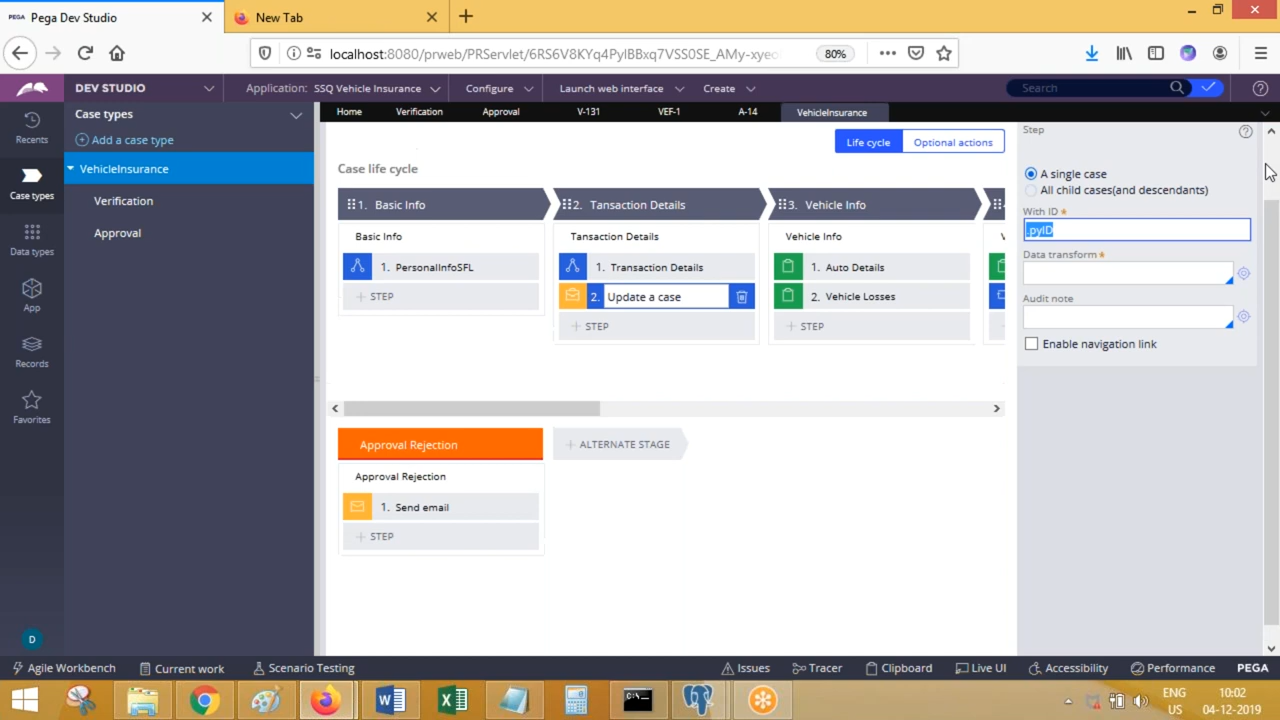 PEGA Pega Dev Studio
New Tab
80%
DEV STUDIO
Application: SSQ Vehicle Insurance
Configure
Launch web interface
Create
Search
Recents
Case types
Data types
App
Records
Favorites
D
Case types
Add a case type
VehicleInsurance
Verification
Approval
Home
Verification
Approval
V-131
VEF-1
A-14
VehicleInsurance
Life cycle
Optional actions
Case life cycle
1. Basic Info
2. Tansaction Details
3. Vehicle Info
Basic Info
1. PersonalInfoSFL
+ STEP
Tansaction Details
1. Transaction Details
2. Update a case
+ STEP
Vehicle Info
1. Auto Details
2. Vehicle Losses
+ STEP
Approval Rejection
+ ALTERNATE STAGE
Approval Rejection
1. Send email
+ STEP
Step
A single case
All child cases(and descendants)
With ID *
.pyID
Data transform *
Audit note
Enable navigation link
Agile Workbench
Current work
Scenario Testing
Issues
Tracer
Clipboard
Live UI
Accessibility
Performance
PEGA
ENG
US
10:02
04-12-2019